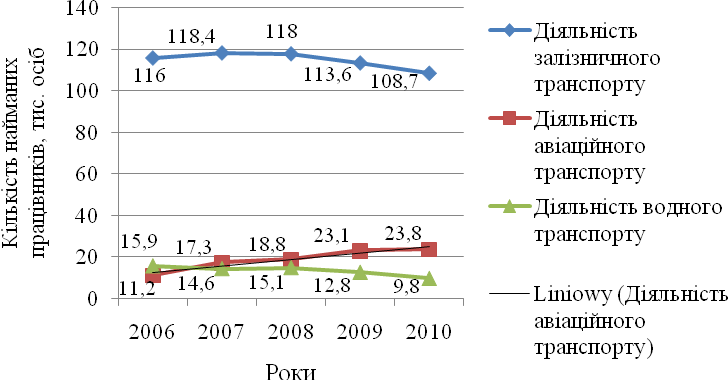 Кількість найманих
працівників, тис. осіб
140
120
100
80
60
40
20
0
116
118,4
118
113,6
108,7
15,9
17,3
18,8
23,1
23,8
11,2
14,6
15,1
12,8
9,8
2006 2007 2008 2009 2010
Роки
Діяльність
залізничного
транспорту
Діяльність
авіаційного
транспорту
Діяльність водного
транспорту
Liniowy (Діяльність
авіаційного
транспорту)